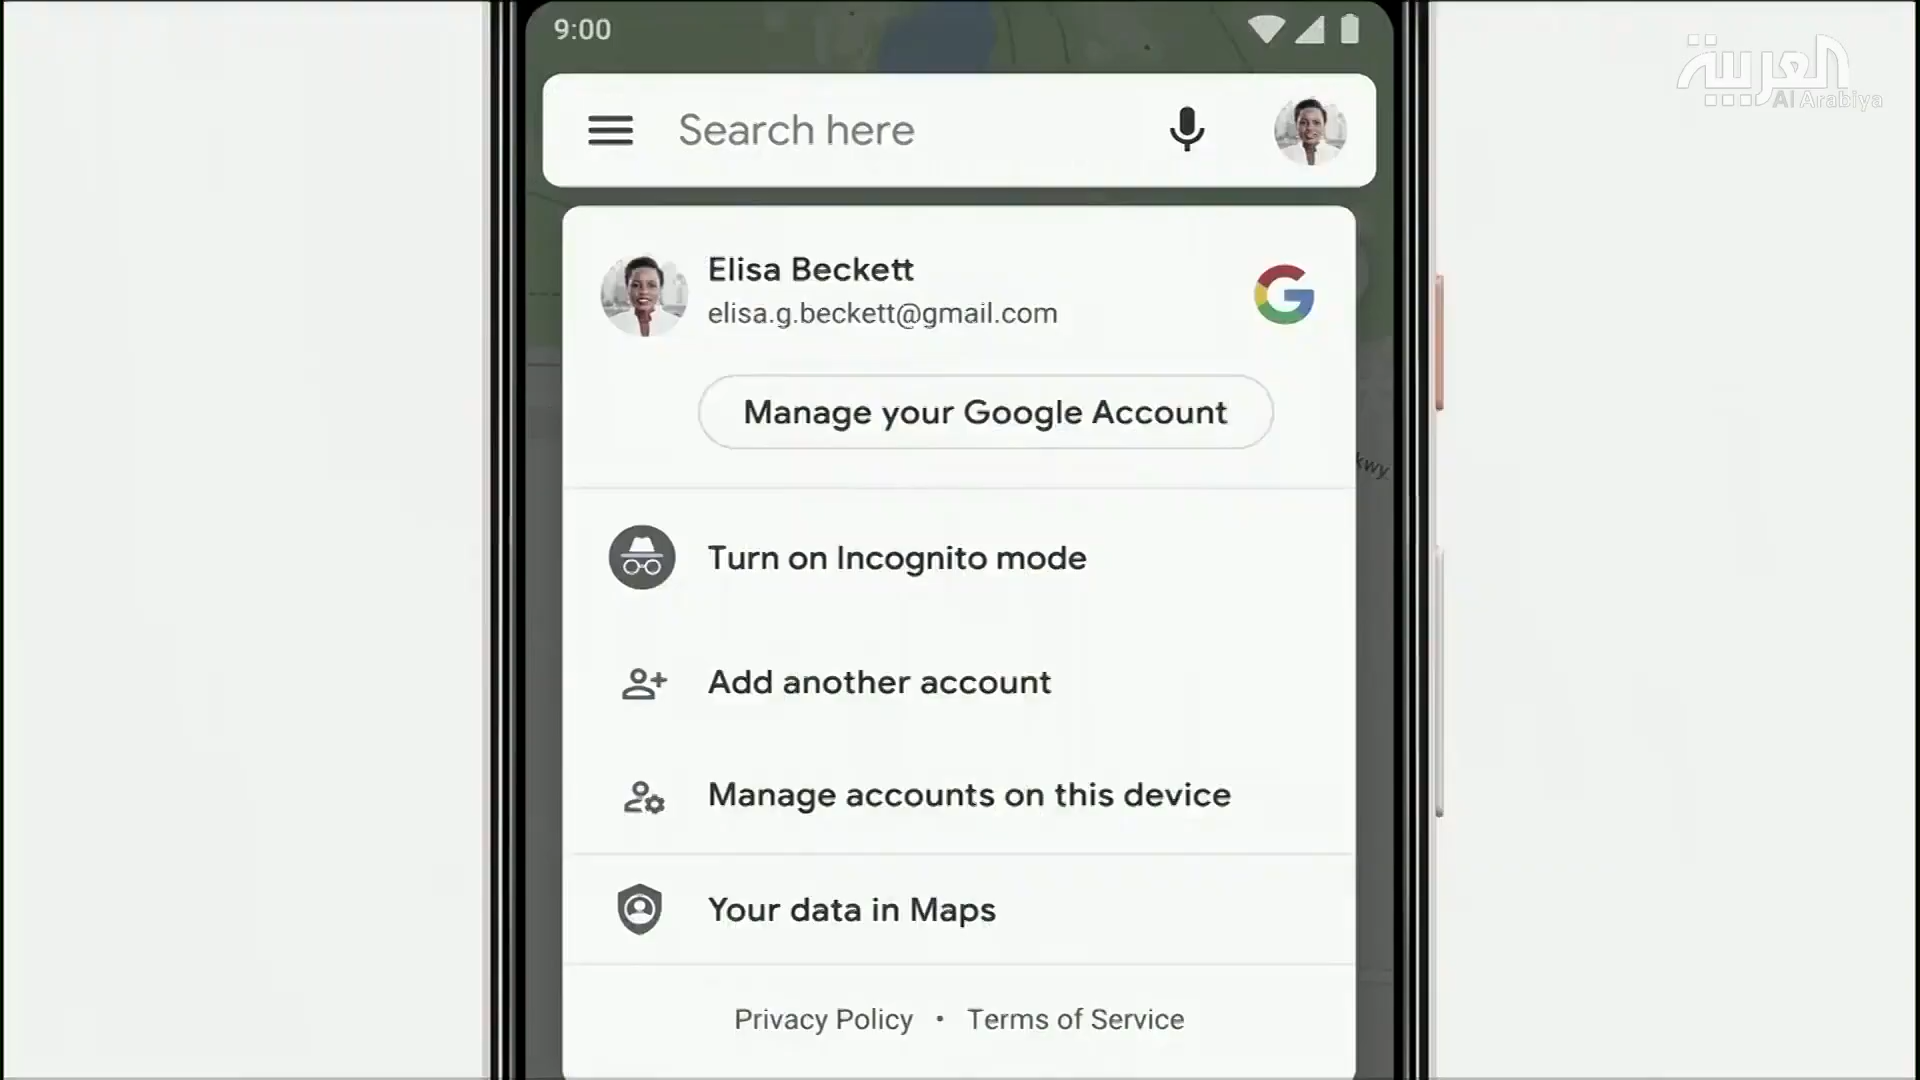 9:00
العربية
Al Arabiya
Search here
Elisa Beckett
elisa.g.beckett@gmail.com
Manage your Google Account
kwy.
Turn on Incognito mode
Add another account
Manage accounts on this device
Your data in Maps
Privacy Policy • Terms of Service